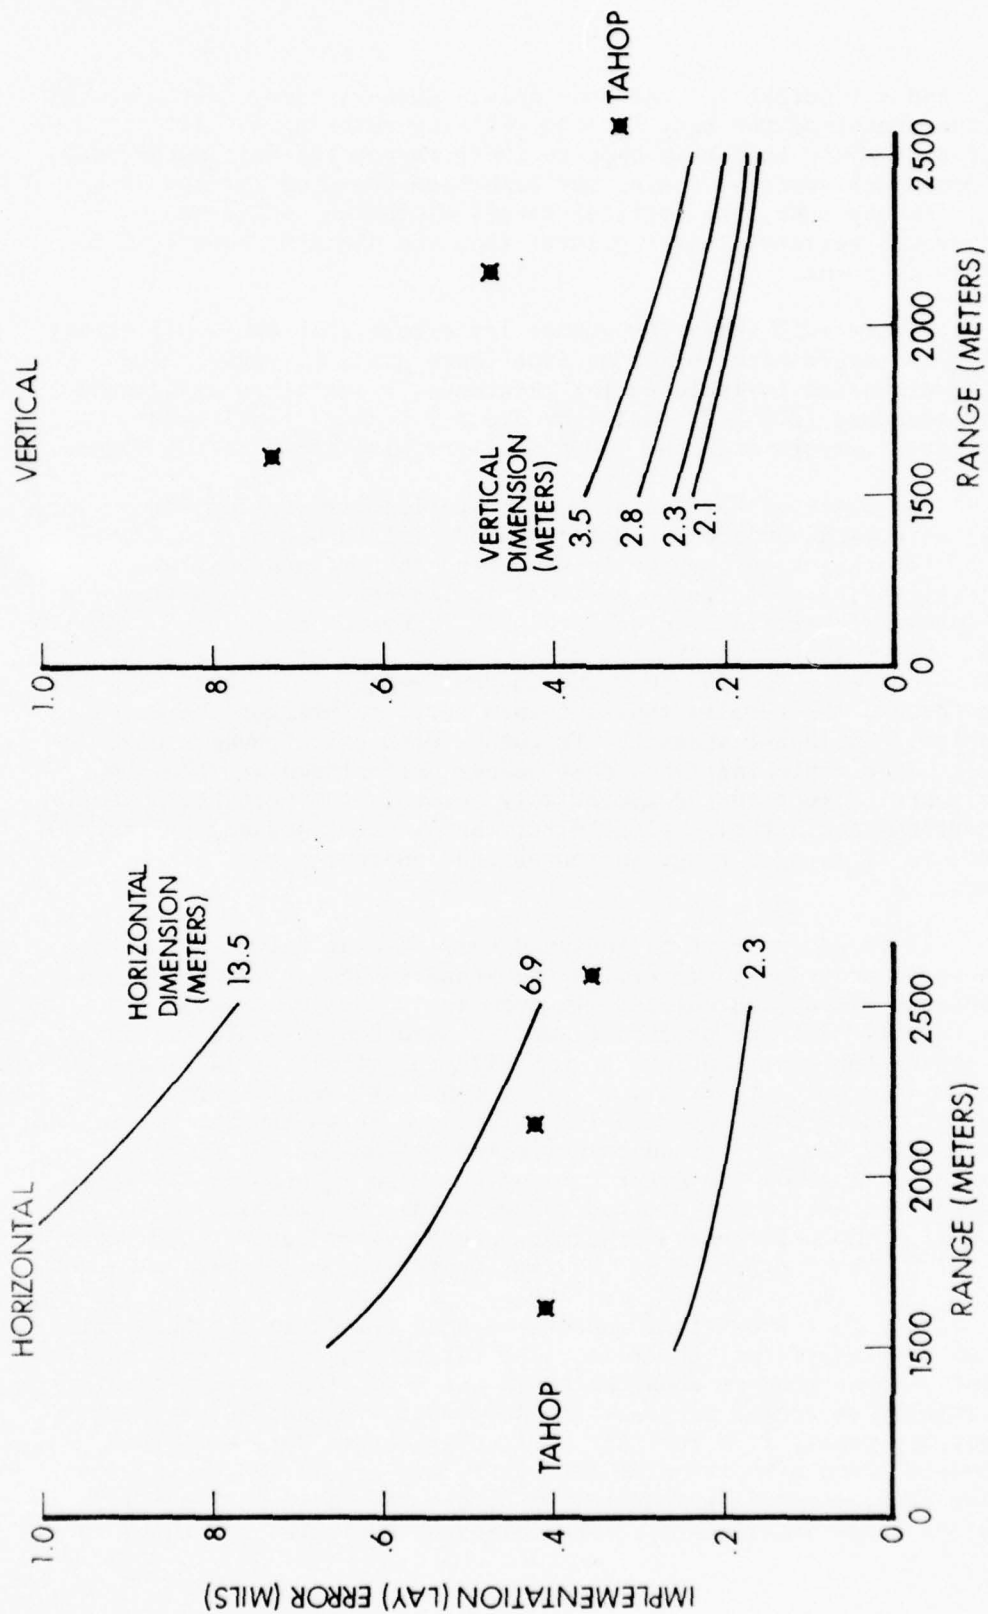 IMPLEMENTATION (LAY) ERROR (MILS)
HORIZONTAL
1.0
.8
.6
.4
.2
0
HORIZONTAL
DIMENSION
(METERS)
13.5
6.9
2.3
TAHOP
0
1500
2000
2500
RANGE (METERS)
VERTICAL
1.0
.8
.6
.4
.2
0
VERTICAL
DIMENSION
(METERS)
3.5
2.8
2.3
2.1
TAHOP
0
1500
2000
2500
RANGE (METERS)